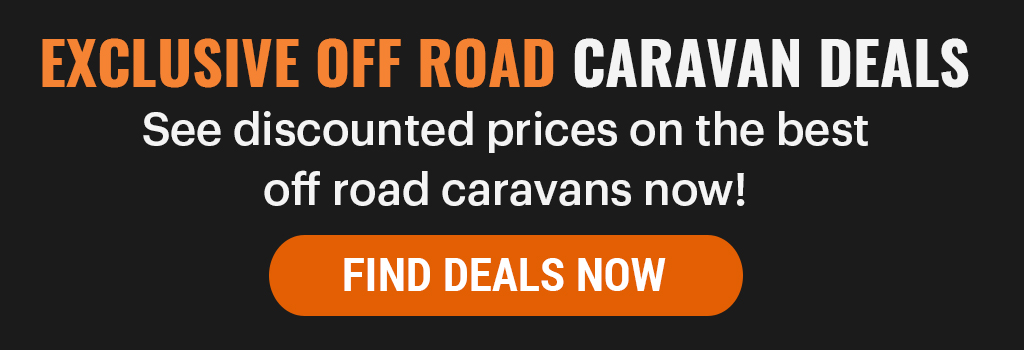 EXCLUSIVE OFF ROAD CARAVAN DEALS
See discounted prices on the best
off road caravans now!
FIND DEALS NOW